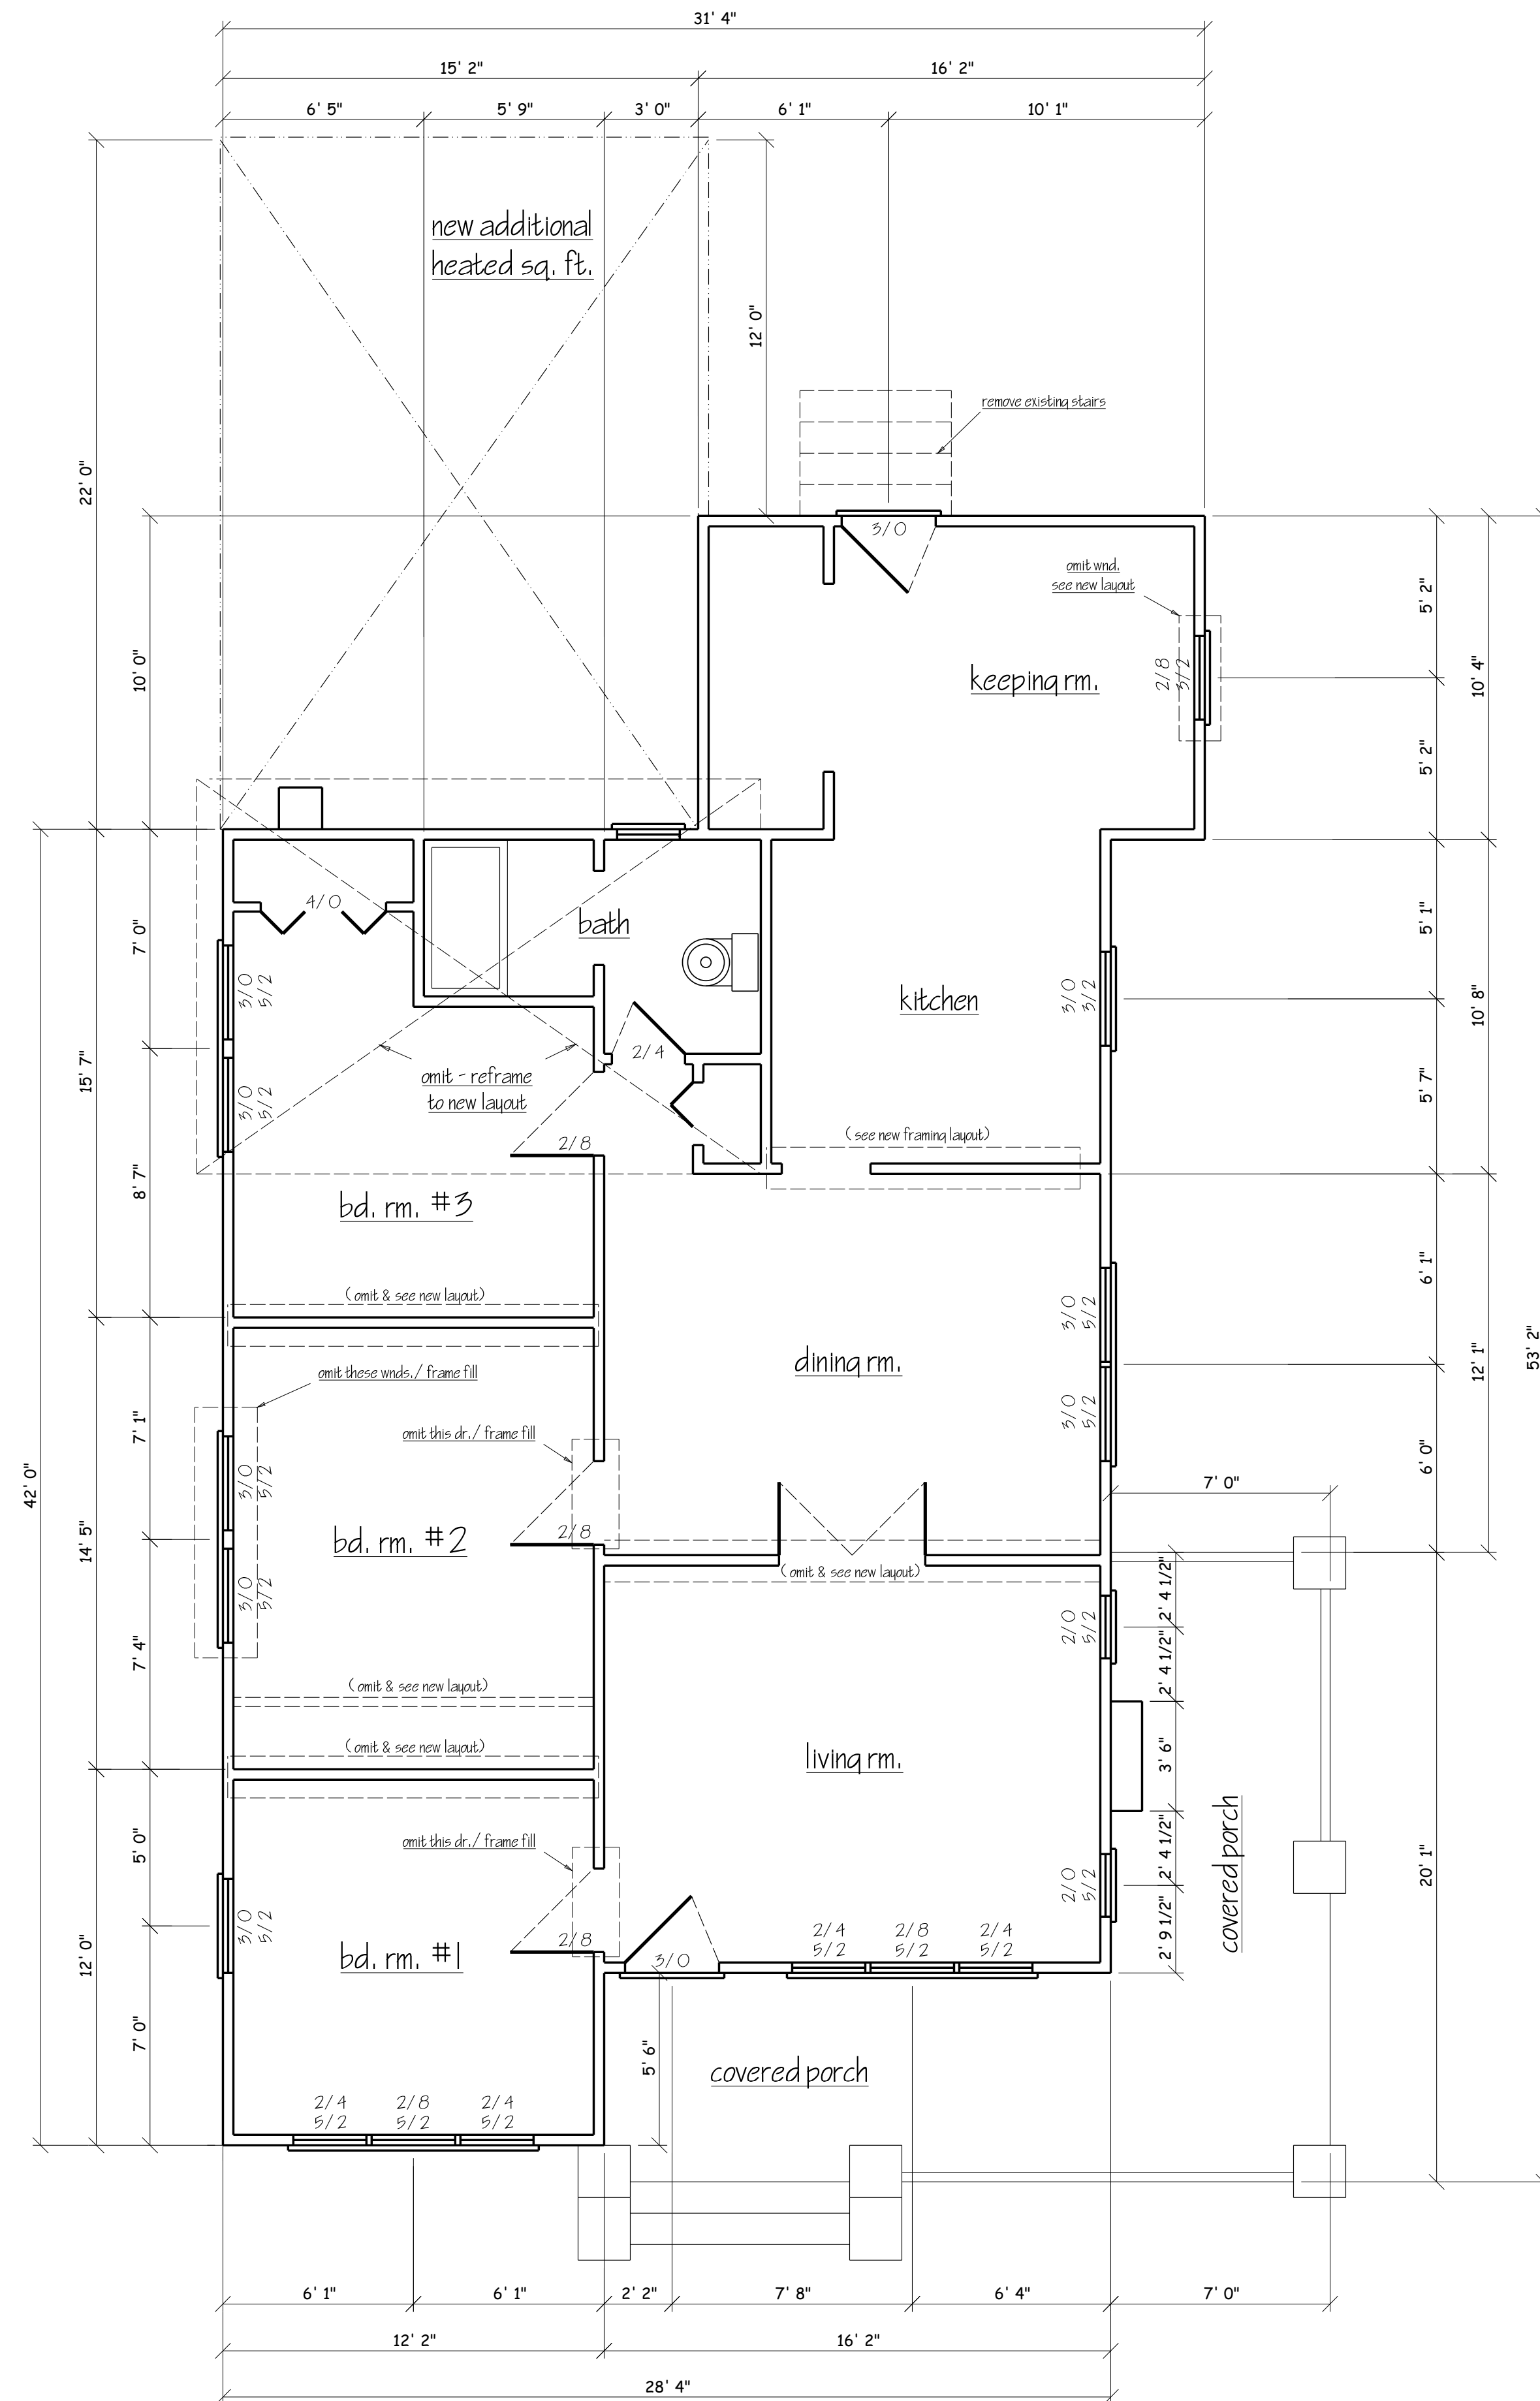 31' 4"
15' 2"
16' 2"
6' 5"
5' 9"
3' 0"
6' 1"
10' 1"
new additional
heated sq. ft.
12' 0"
22' 0"
remove existing stairs
3/0
omit wnd.
see new layout
5' 2"
10' 0"
keeping rm.
2/8
3/2
10' 4"
5' 2"
4/0
bath
7' 0"
5' 1"
3/0
5/2
kitchen
3/0
3/2
10' 8"
2/4
15' 7"
omit - reframe
to new layout
3/0
5/2
5' 7"
2/8
( see new framing layout)
8' 7"
bd. rm. #3
6' 1"
( omit & see new layout)
3/0
5/2
53' 2"
omit these wnds./ frame fill
dining rm.
12' 1"
7' 1"
omit this dr./ frame fill
3/0
5/2
6' 0"
42' 0"
3/0
5/2
7' 0"
14' 5"
bd. rm. #2
2/8
( omit & see new layout)
2' 4 1/2"
3/0
5/2
2/0
5/2
7' 4"
2' 4 1/2"
( omit & see new layout)
( omit & see new layout)
living rm.
3' 6"
covered porch
5' 0"
omit this dr./ frame fill
2' 4 1/2"
20' 1"
3/0
5/2
2/0
5/2
2/8
3/0
2/4
5/2
2/8
5/2
2/4
5/2
2' 9 1/2"
12' 0"
bd. rm. #1
7' 0"
5' 6"
covered porch
2/4
5/2
2/8
5/2
2/4
5/2
6' 1"
6' 1"
2' 2"
7' 8"
6' 4"
7' 0"
12' 2"
16' 2"
28' 4"